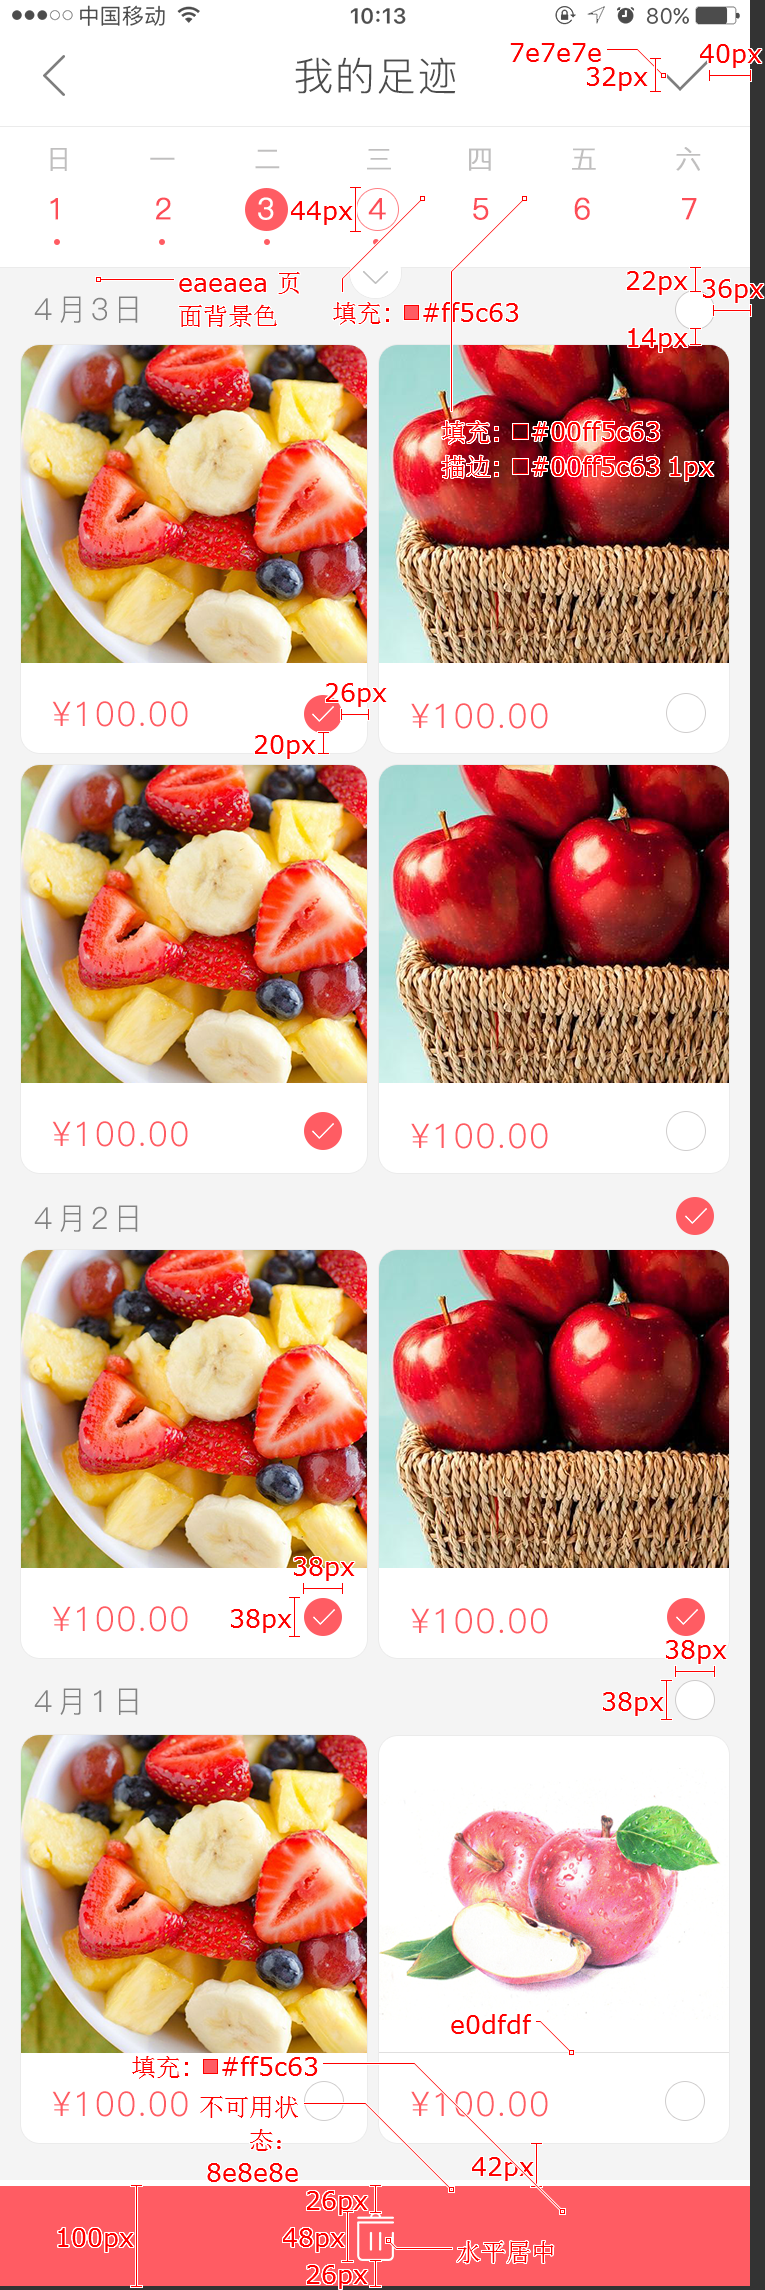 中国移动
10:13
80%
我的足迹
7e7e7e
32px
40px
日 一 二 三 四 五 六
1 2 3 4 5 6 7
44px
eaeaea 页
面背景色
填充: #ff5c63
22px
36px
14px
4月3日
填充: #00ff5c63
描边: #00ff5c63 1px
¥100.00
26px
20px
¥100.00
¥100.00
¥100.00
4月2日
38px
¥100.00
38px
¥100.00
38px
4月1日
38px
e0dfdf
填充: #ff5c63
¥100.00
不可用状
态:
8e8e8e
¥100.00
42px
26px
100px
48px
水平居中
26px